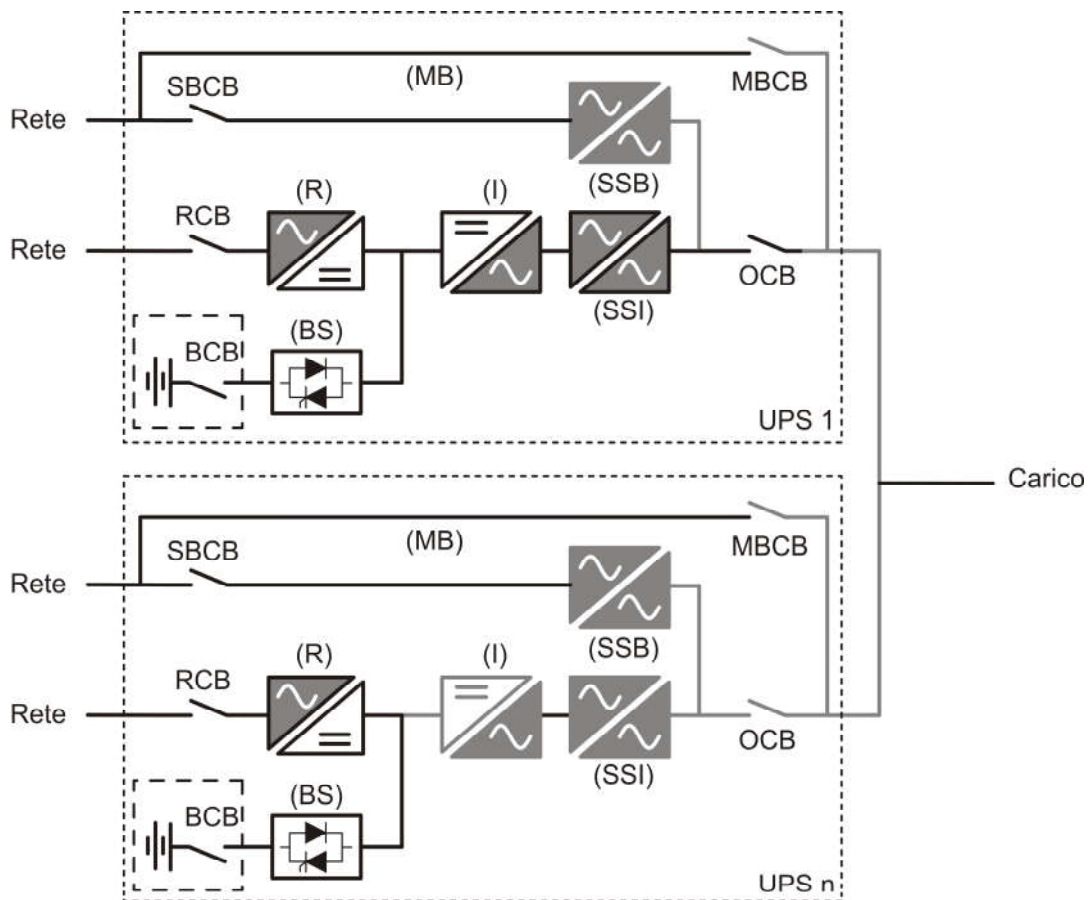 (MB)
MBCB
SBCB
Rete
(SSB)
(R)
(I)
RCB
Rete
OCB
(SSI)
(BS)
BCB
UPS 1
Carico
(MB)
MBCB
SBCB
Rete
(SSB)
(R)
(I)
RCB
Rete
OCB
(SSI)
(BS)
BCB
UPS n